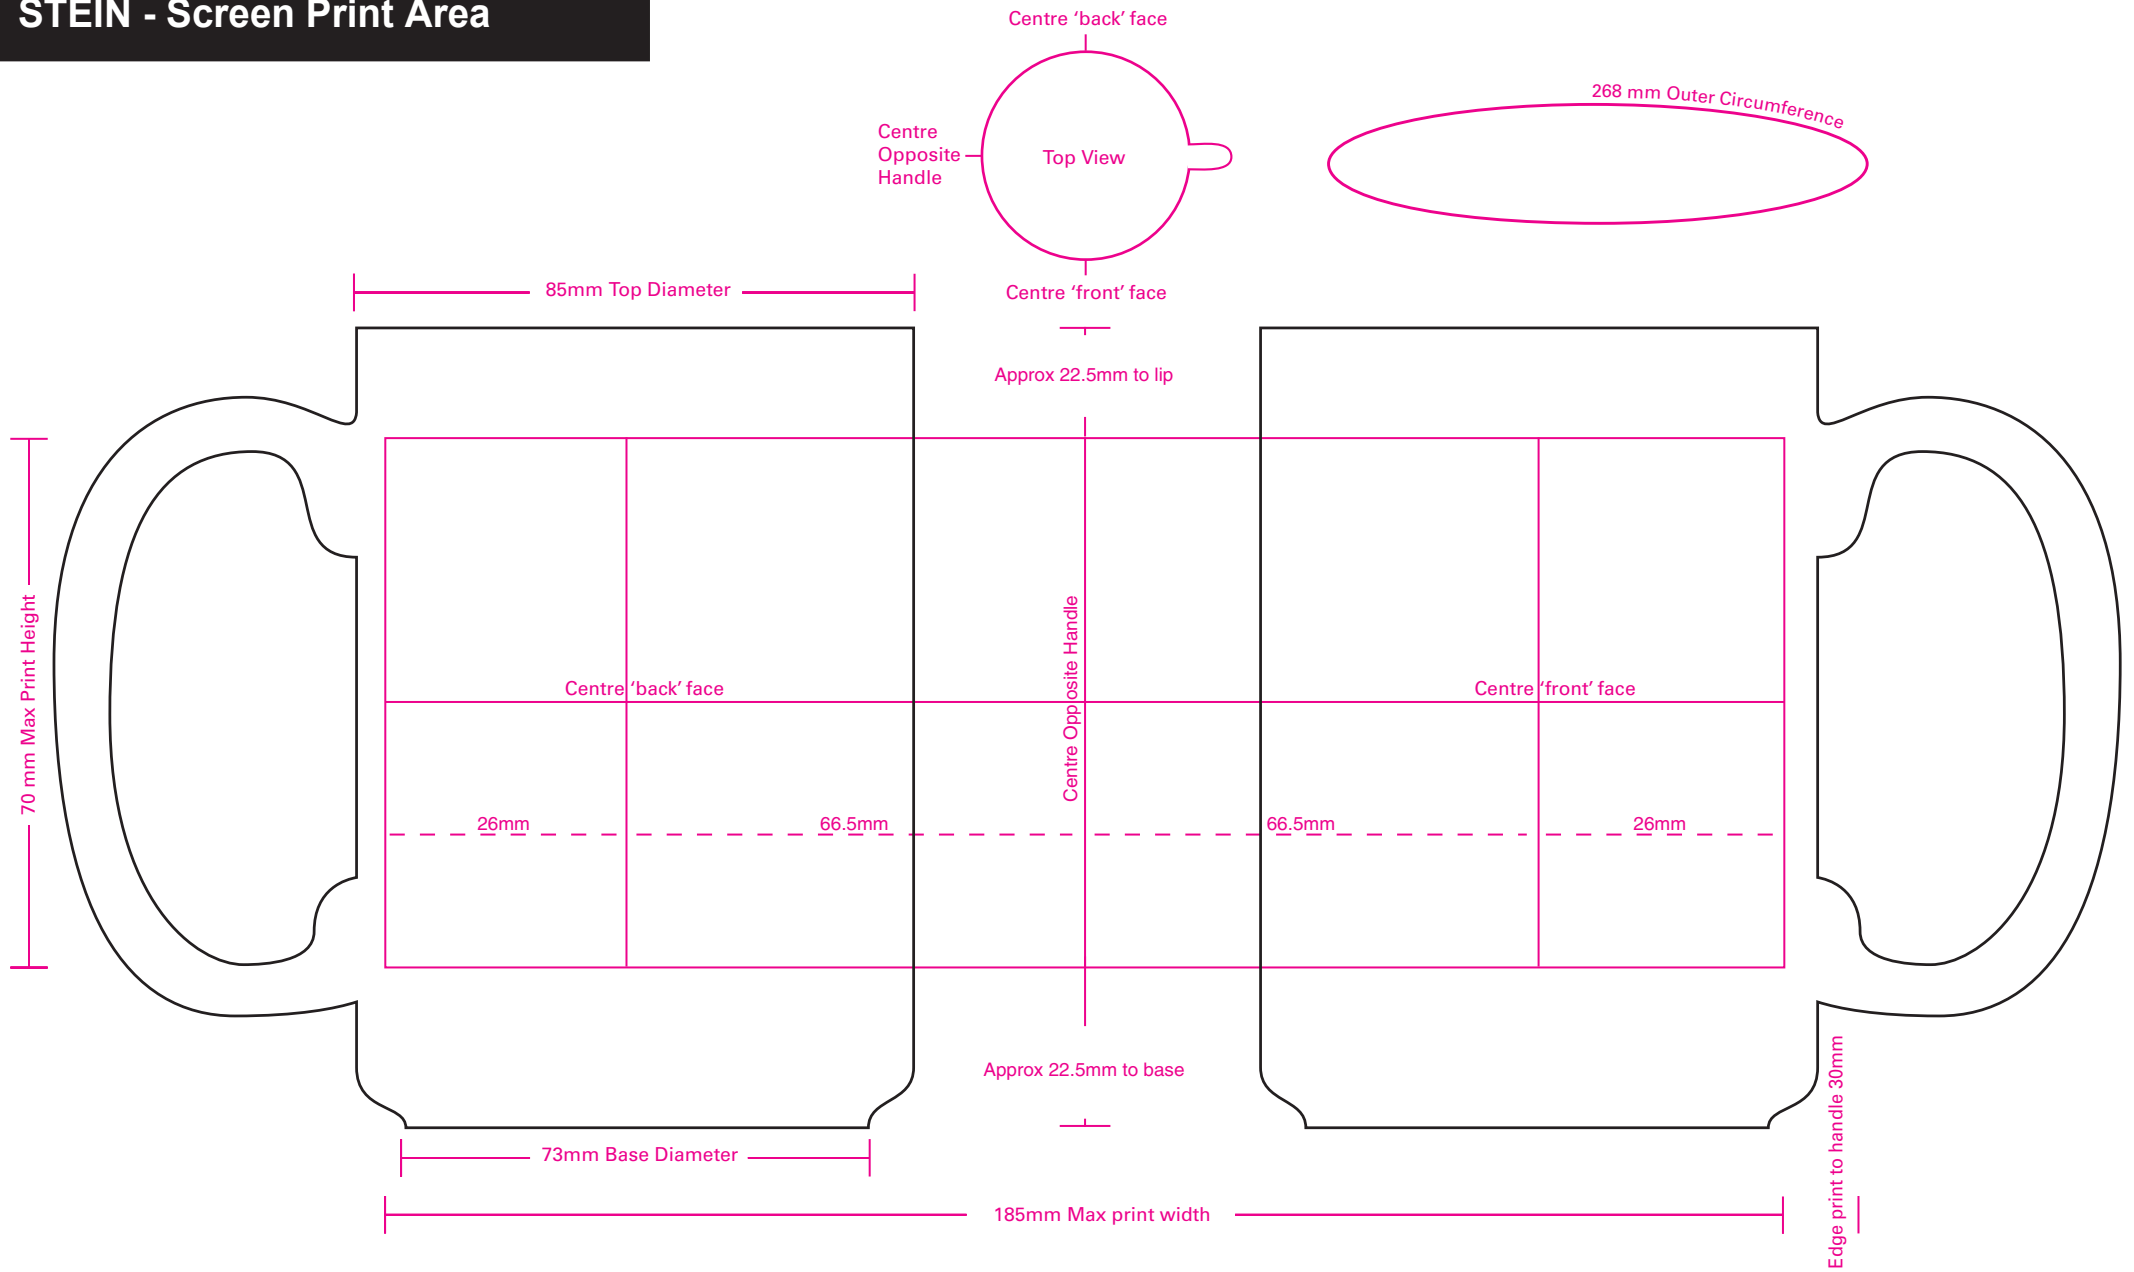 STEIN - Screen Print Area
Centre ‘back’ face
268 mm Outer Circumference
Centre
Opposite
Handle
Top View
85mm Top Diameter
Centre ‘front’ face
Approx 22.5mm to lip
70 mm Max Print Height
Centre ‘back’ face
Centre Opposite Handle
Centre ‘front’ face
26mm
66.5mm
66.5mm
26mm
Approx 22.5mm to base
73mm Base Diameter
185mm Max print width
Edge print to handle 30mm